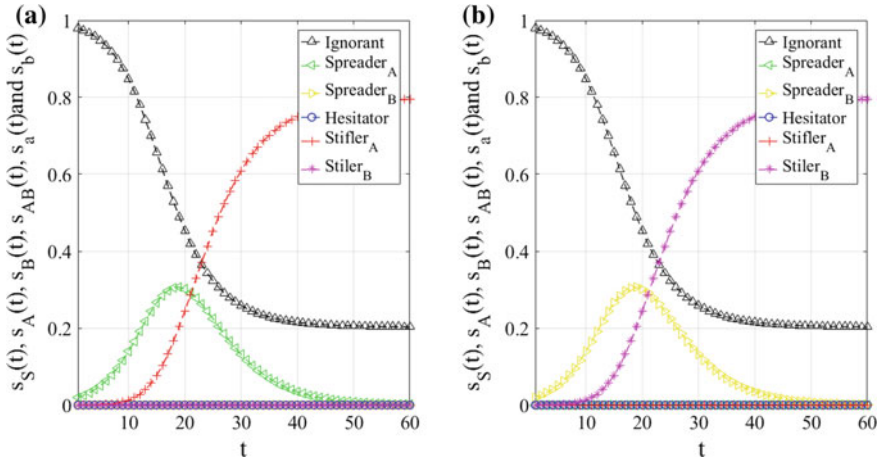 (a)
s_S(t), s_A(t), s_B(t), s_AB(t), s_a(t)and s_b(t)
1
0.8
0.6
0.4
0.2
0
0 10 20 30 40 50 60
t
Ignorant
Spreader_A
Spreader_B
Hesitator
Stifler_A
Stiler_B
(b)
s_S(t), s_A(t), s_B(t), s_AB(t), s_a(t)and s_b(t)
1
0.8
0.6
0.4
0.2
0
0 10 20 30 40 50 60
t
Ignorant
Spreader_A
Spreader_B
Hesitator
Stifler_A
Stiler_B